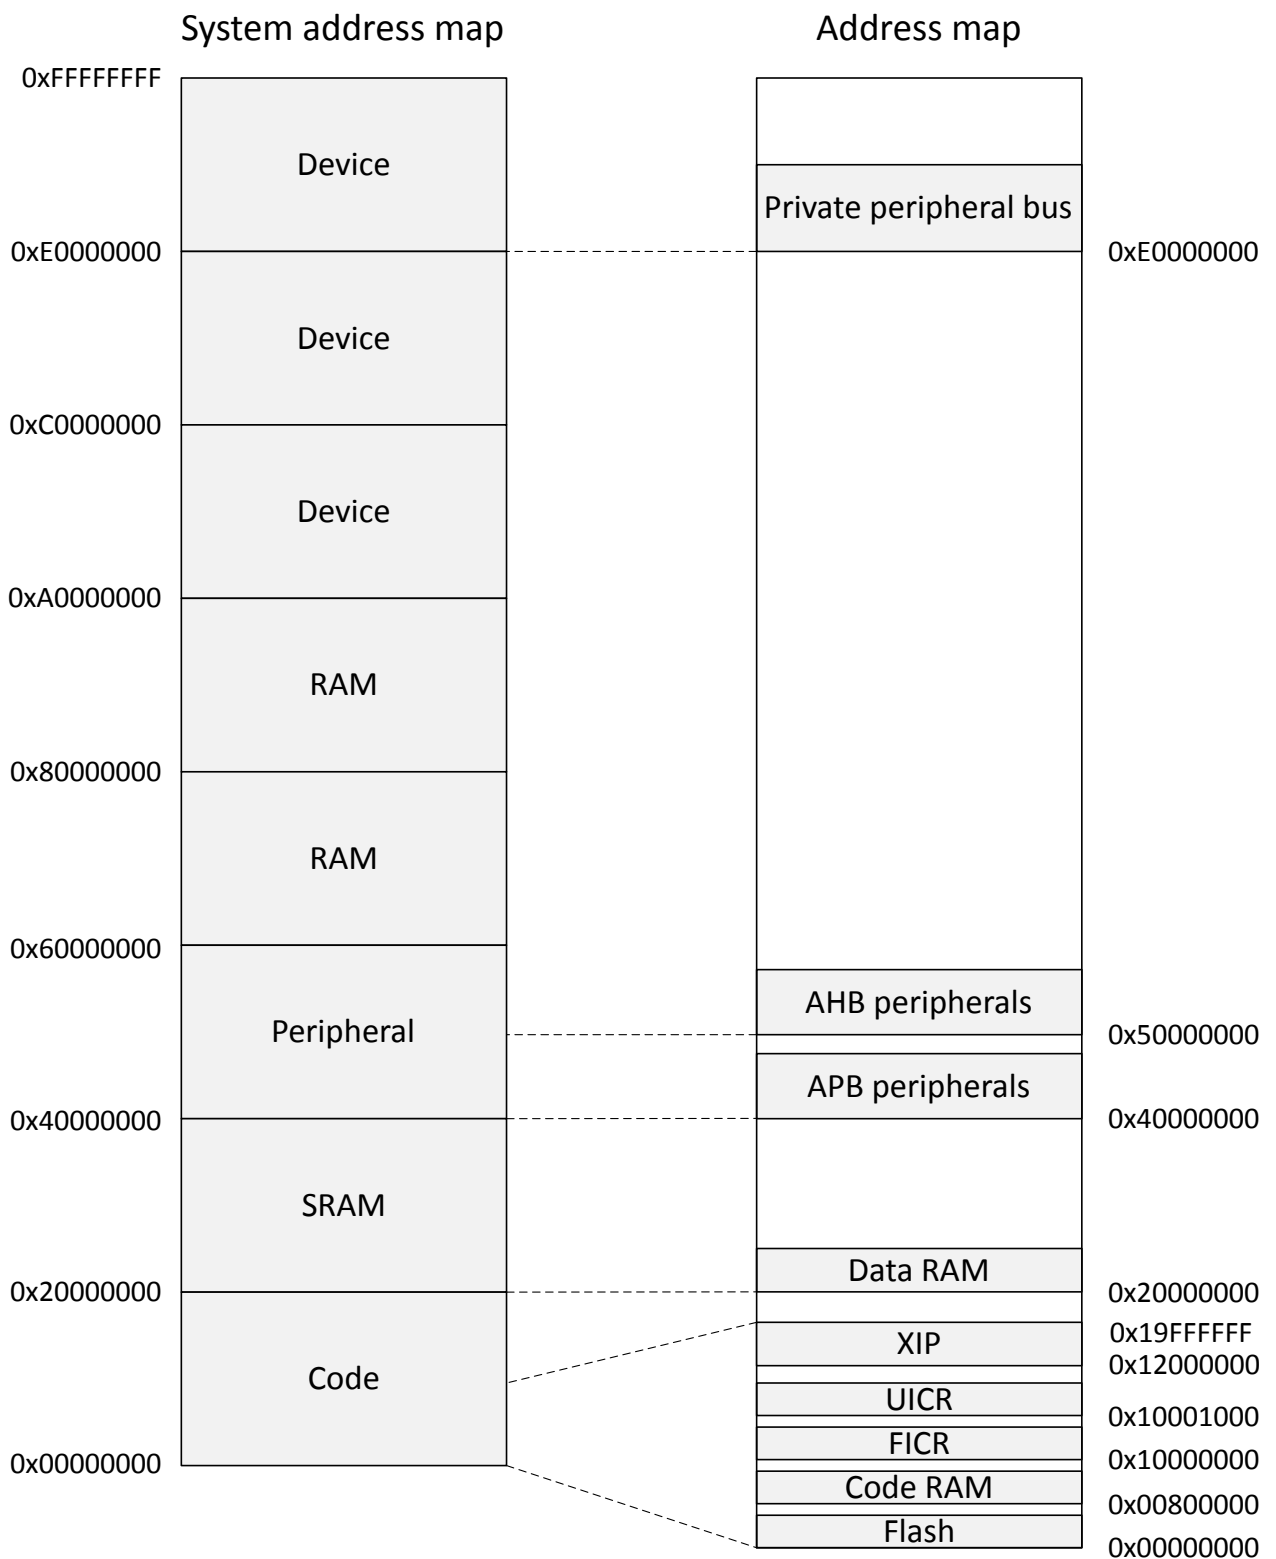 System address map
Address map
0xFFFFFFFF
Device
Private peripheral bus
0xE0000000
0xE0000000
Device
0xC0000000
Device
0xA0000000
RAM
0x80000000
RAM
0x60000000
AHB peripherals
Peripheral
0x50000000
APB peripherals
0x40000000
0x40000000
SRAM
Data RAM
0x20000000
0x20000000
0x19FFFFFF
XIP
0x12000000
Code
UICR
0x10001000
FICR
0x10000000
0x00000000
Code RAM
0x00800000
Flash
0x00000000